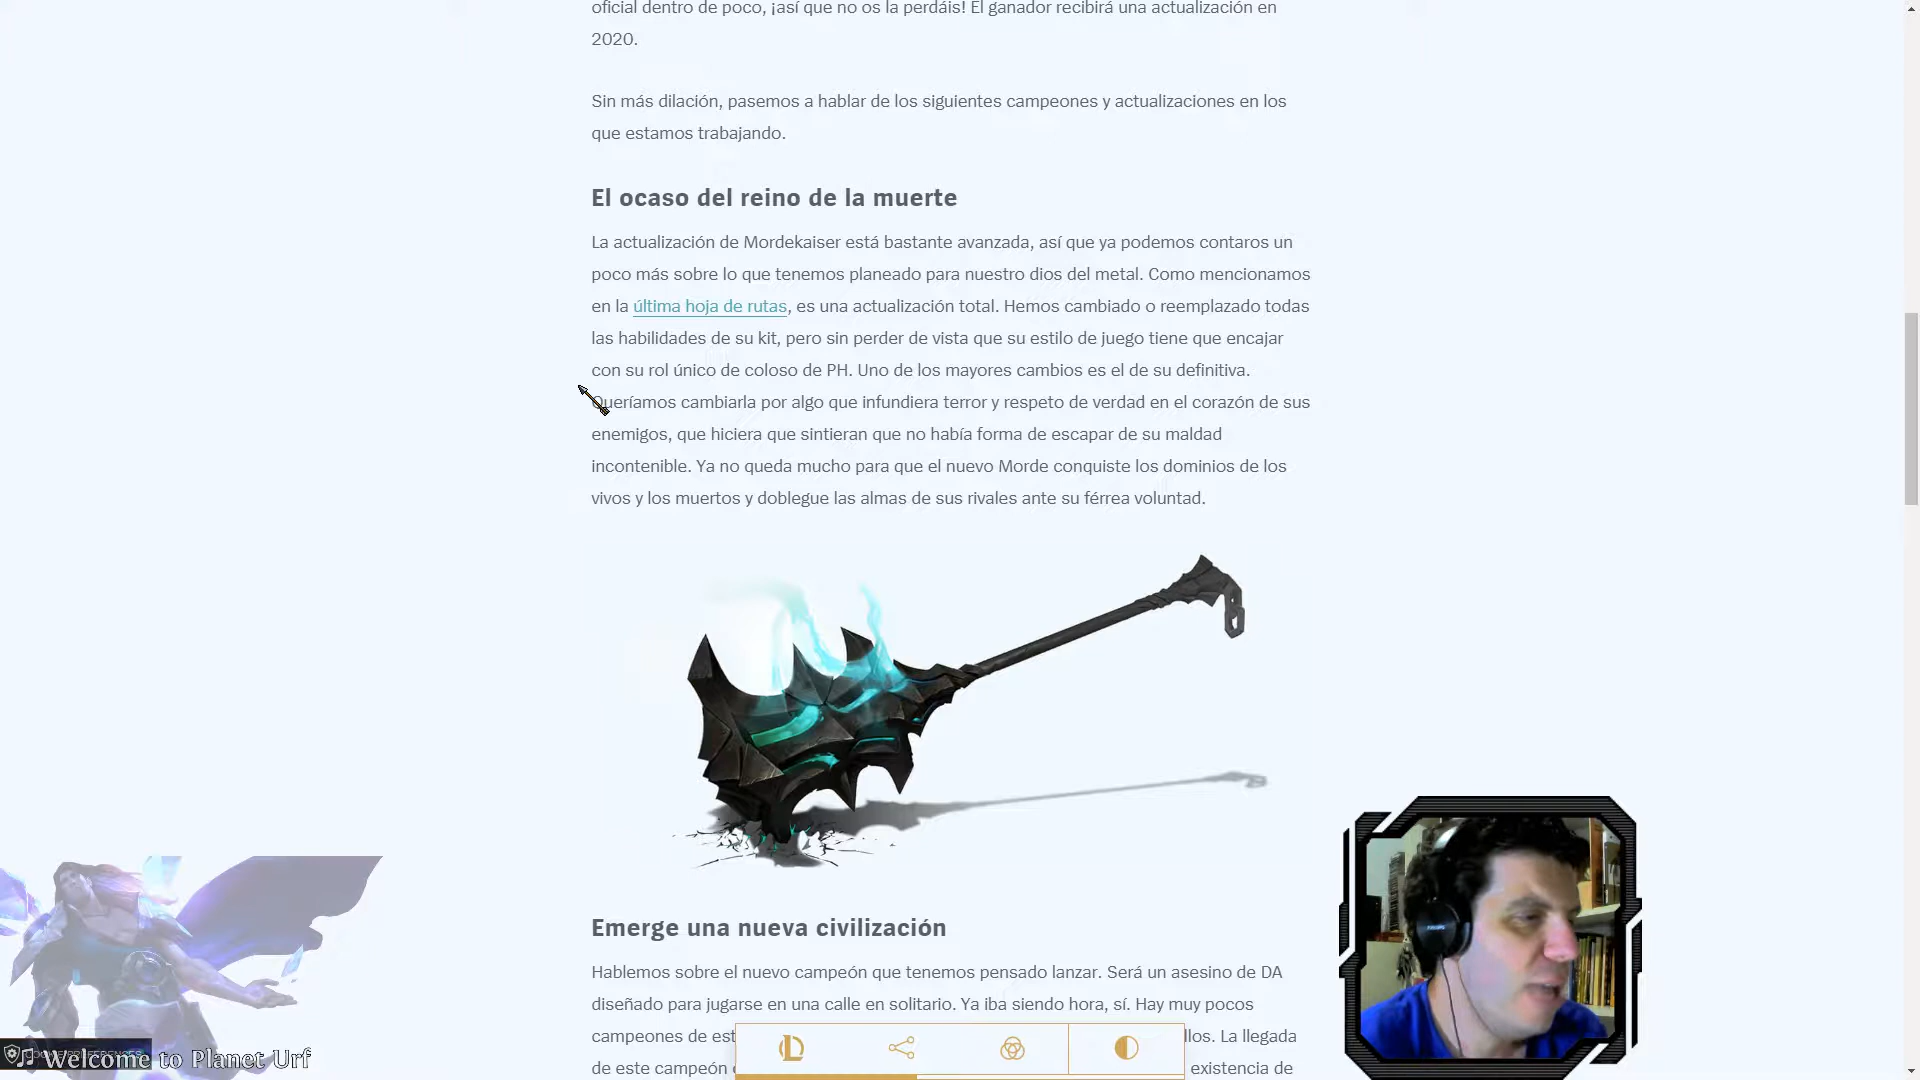 oficial dentro de poco, ¡así que no os la perdáis! El ganador recibirá una actualización en
2020.
Sin más dilación, pasemos a hablar de los siguientes campeones y actualizaciones en los
que estamos trabajando.
El ocaso del reino de la muerte
La actualización de Mordekaiser está bastante avanzada, así que ya podemos contaros un
poco más sobre lo que tenemos planeado para nuestro dios del metal. Como mencionamos
en la última hoja de rutas, es una actualización total. Hemos cambiado o reemplazado todas
las habilidades de su kit, pero sin perder de vista que su estilo de juego tiene que encajar
con su rol único de coloso de PH. Uno de los mayores cambios es el de su definitiva.
Queríamos cambiarla por algo que infundiera terror y respeto de verdad en el corazón de sus
enemigos, que hiciera que sintieran que no había forma de escapar de su maldad
incontenible. Ya no queda mucho para que el nuevo Morde conquiste los dominios de los
vivos y los muertos y doblegue las almas de sus rivales ante su férrea voluntad.
Emerge una nueva civilización
Hablemos sobre el nuevo campeón que tenemos pensado lanzar. Será un asesino de DA
diseñado para jugarse en una calle en solitario. Ya iba siendo hora, sí. Hay muy pocos
campeones de est llos. La llegada
de este campeón existencia de
Welcome to Planet Urf